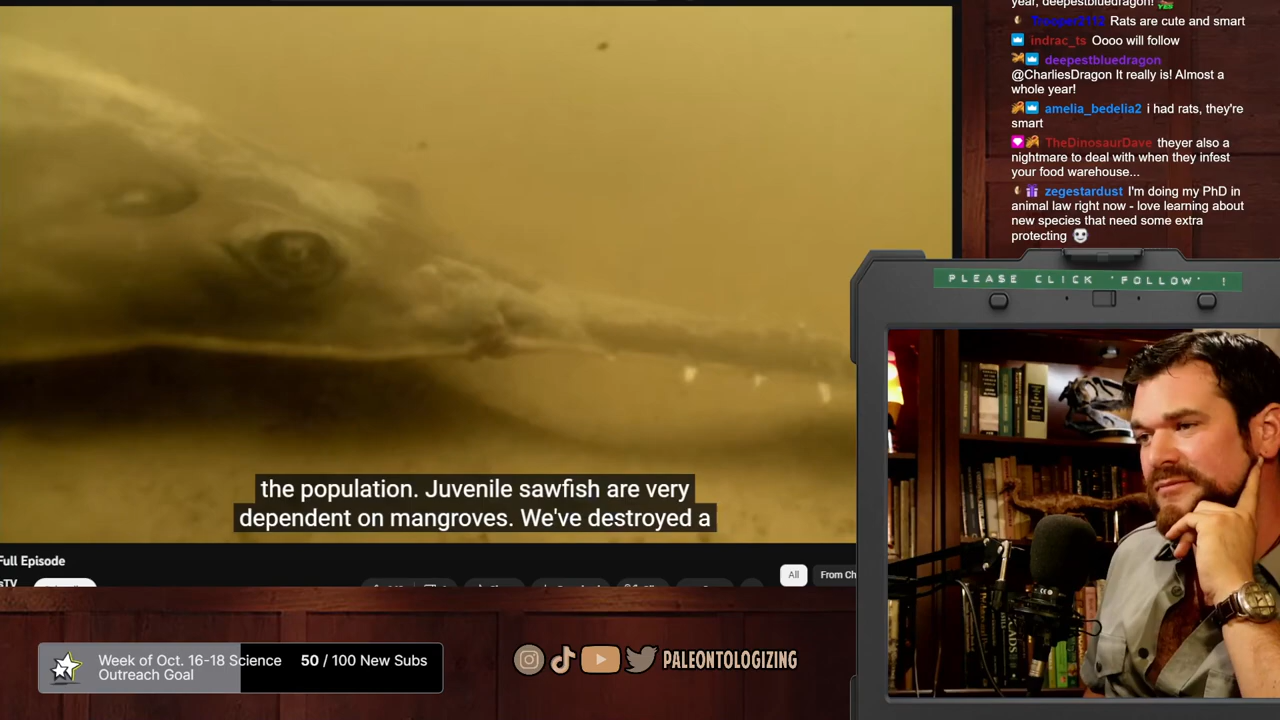 year, deepestbluedragon!
Trooper2112 Rats are cute and smart
indrac_ts Oooo will follow
deepestbluedragon
@CharliesDragon It really is! Almost a
whole year!
amelia_bedelia2 i had rats, they're
smart
TheDinosaurDave theyer also a
nightmare to deal with when they infest
your food warehouse...
zegestardust I'm doing my PhD in
animal law right now - love learning about
new species that need some extra
protecting
PLEASE CLICK 'FOLLOW' !
the population. Juvenile sawfish are very
dependent on mangroves. We've destroyed a
Full Episode
All
From Ch
Week of Oct. 16-18 Science
Outreach Goal
50 / 100 New Subs
PALEONTOLOGIZING